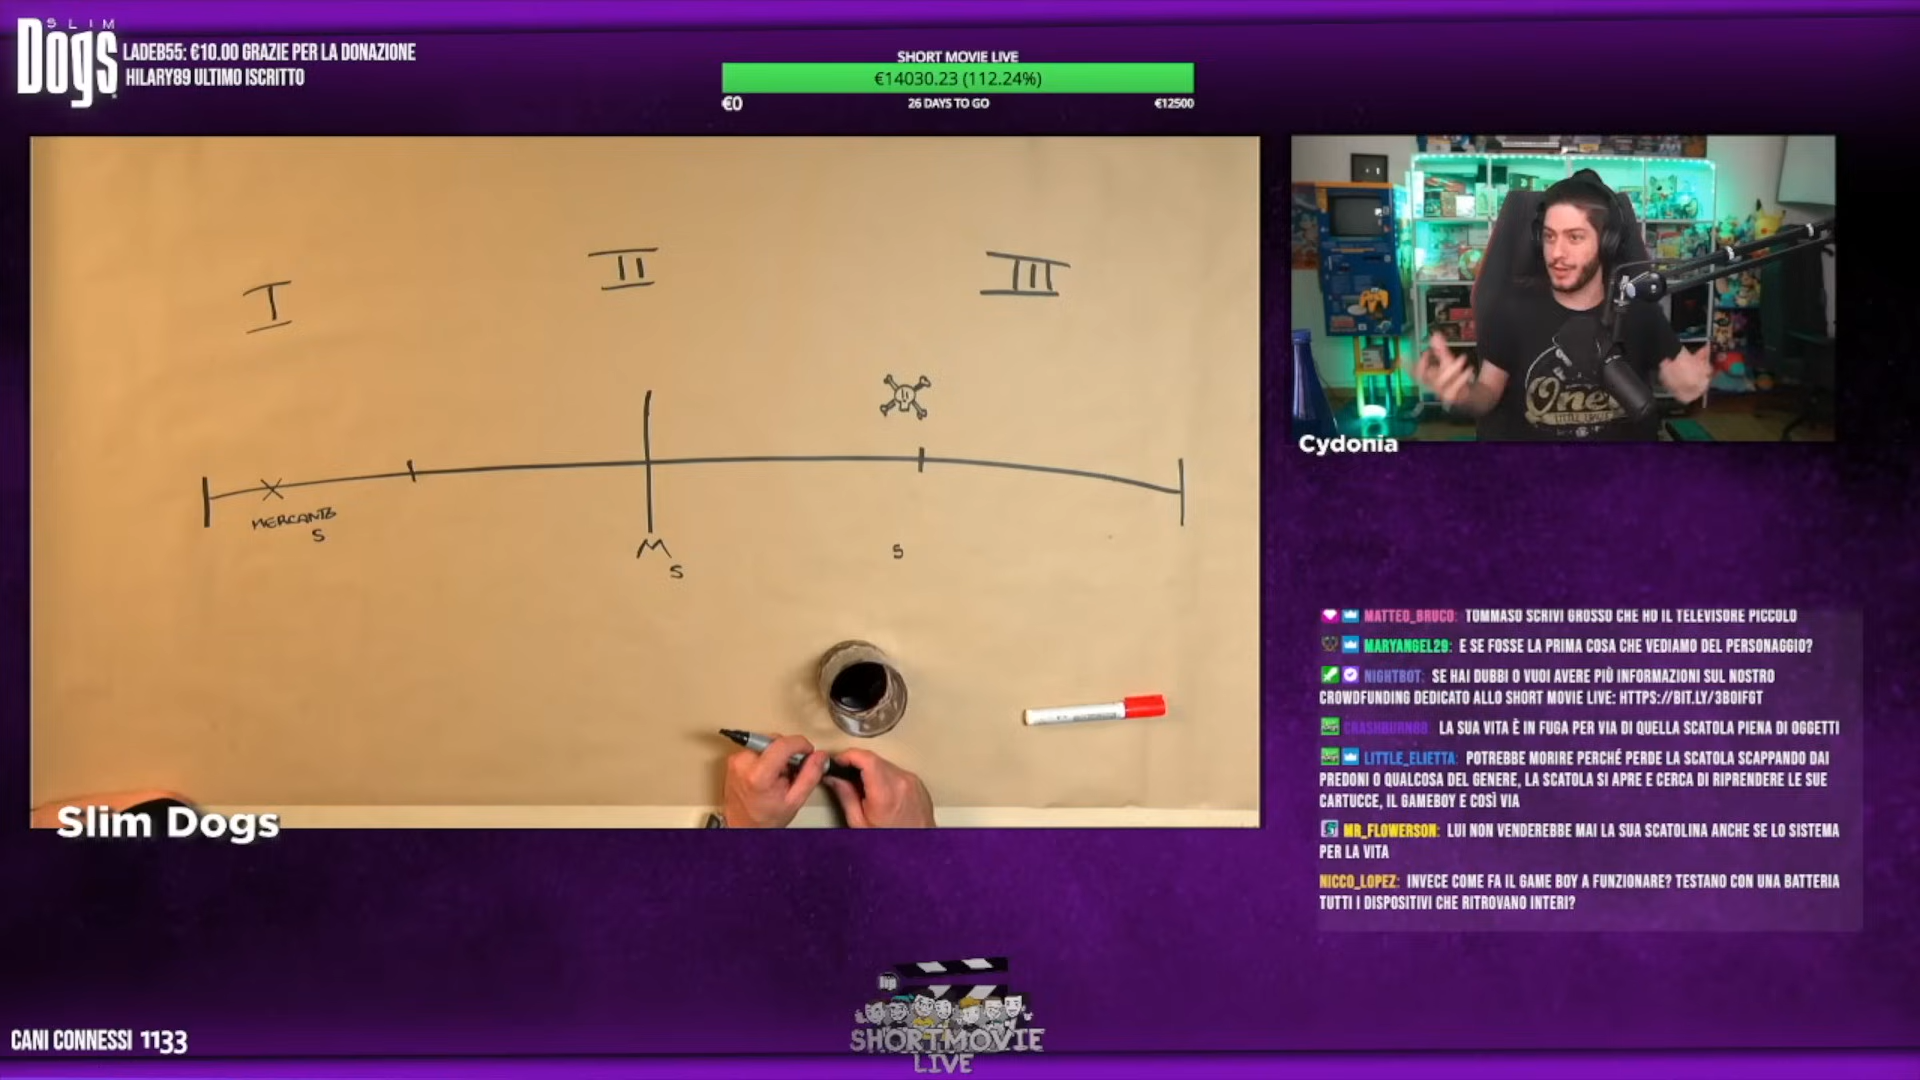 SLIM
Dogs
LADEB55: €10.00 GRAZIE PER LA DONAZIONE
HILARY89 ULTIMO ISCRITTO
SHORT MOVIE LIVE
€14030.23 (112.24%)
€0
26 DAYS TO GO
€12500
I
II
III
MERCANTE
S
M
S
S
Slim Dogs
One
Cydonia
MATTEO_BRUCO: TOMMASO SCRIVI GROSSO CHE HO IL TELEVISORE PICCOLO
MARYANGEL29: E SE FOSSE LA PRIMA COSA CHE VEDIAMO DEL PERSONAGGIO?
NIGHTBOT: SE HAI DUBBI O VUOI AVERE PIÙ INFORMAZIONI SUL NOSTRO
CROWDFUNDING DEDICATO ALLO SHORT MOVIE LIVE: HTTPS://BIT.LY/3BOIFGT
CRASHBURN88: LA SUA VITA È IN FUGA PER VIA DI QUELLA SCATOLA PIENA DI OGGETTI
LITTLE_ELIETTA: POTREBBE MORIRE PERCHÉ PERDE LA SCATOLA SCAPPANDO DAI
PREDONI O QUALCOSA DEL GENERE, LA SCATOLA SI APRE E CERCA DI RIPRENDERE LE SUE
CARTUCCE, IL GAMEBOY E COSÌ VIA
MR_FLOWERSON: LUI NON VENDEREBBE MAI LA SUA SCATOLINA ANCHE SE LO SISTEMA
PER LA VITA
NICCO_LOPEZ: INVECE COME FA IL GAME BOY A FUNZIONARE? TESTANO CON UNA BATTERIA
TUTTI I DISPOSITIVI CHE RITROVANO INTERI?
SHORTMOVIE
LIVE
CANI CONNESSI 1133